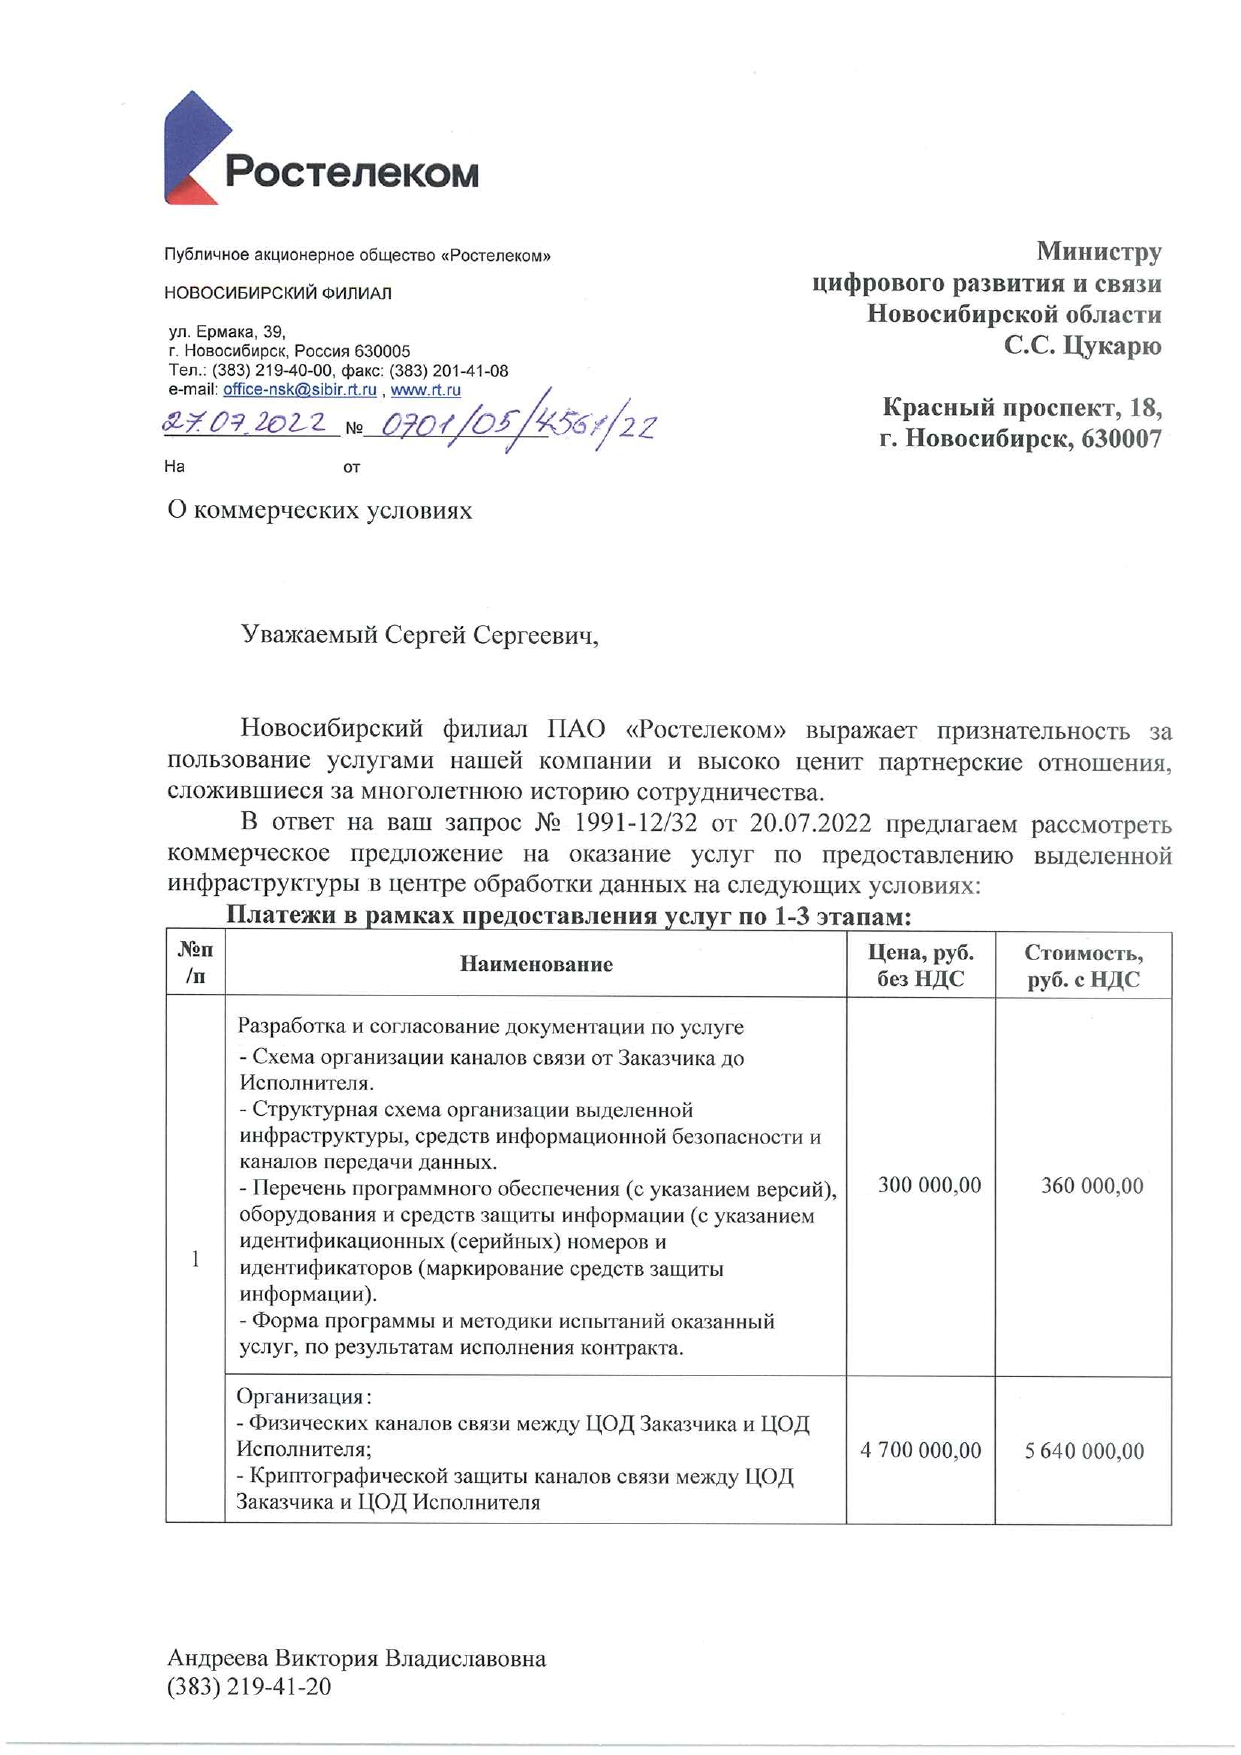 Ростелеком
Публичное акционерное общество «Ростелеком»
НОВОСИБИРСКИЙ ФИЛИАЛ
ул. Ермака, 39,
г. Новосибирск, Россия 630005
Тел.: (383) 219-40-00, факс: (383) 201-41-08
e-mail: office-nsk@sibir.rt.ru , www.rt.ru
27.07.2022 № 0701/05/4561/22
На от
О коммерческих условиях
Министру
цифрового развития и связи
Новосибирской области
С.С. Цукарю
Красный проспект, 18,
г. Новосибирск, 630007
Уважаемый Сергей Сергеевич,
Новосибирский филиал ПАО «Ростелеком» выражает признательность за
пользование услугами нашей компании и высоко ценит партнерские отношения,
сложившиеся за многолетнюю историю сотрудничества.
В ответ на ваш запрос № 1991-12/32 от 20.07.2022 предлагаем рассмотреть
коммерческое предложение на оказание услуг по предоставлению выделенной
инфраструктуры в центре обработки данных на следующих условиях:
Платежи в рамках предоставления услуг по 1-3 этапам:
№п
/п
Наименование
Цена, руб.
без НДС
Стоимость,
руб. с НДС
1
Разработка и согласование документации по услуге
- Схема организации каналов связи от Заказчика до
Исполнителя.
- Структурная схема организации выделенной
инфраструктуры, средств информационной безопасности и
каналов передачи данных.
- Перечень программного обеспечения (с указанием версий),
оборудования и средств защиты информации (с указанием
идентификационных (серийных) номеров и
идентификаторов (маркирование средств защиты
информации).
- Форма программы и методики испытаний оказанный
услуг, по результатам исполнения контракта.
300 000,00
360 000,00
Организация:
- Физических каналов связи между ЦОД Заказчика и ЦОД
Исполнителя;
- Криптографической защиты каналов связи между ЦОД
Заказчика и ЦОД Исполнителя
4 700 000,00
5 640 000,00
Андреева Виктория Владиславовна
(383) 219-41-20